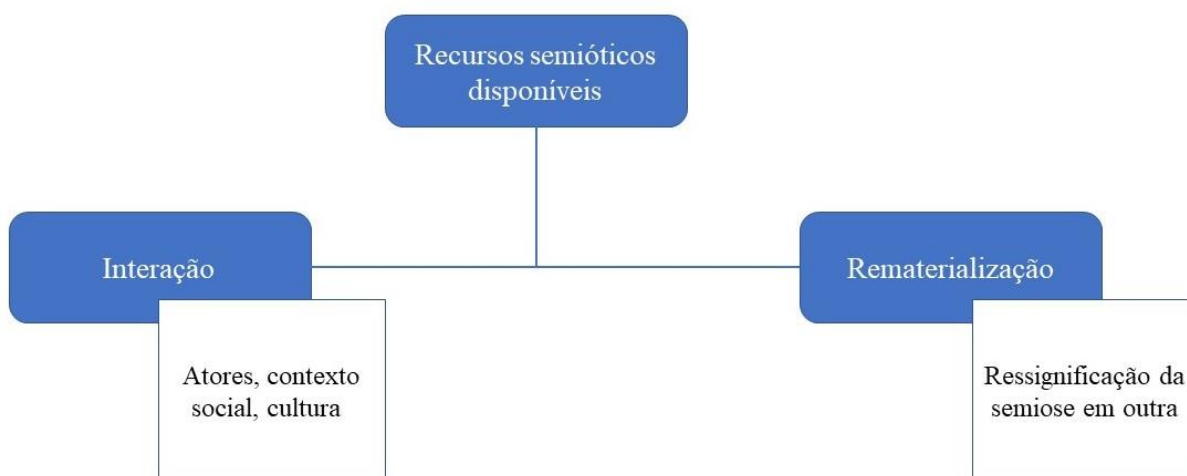 Recursos semióticos
disponíveis
Interação
Rematerialização
Atores, contexto
social, cultura
Ressignificação da
semiose em outra